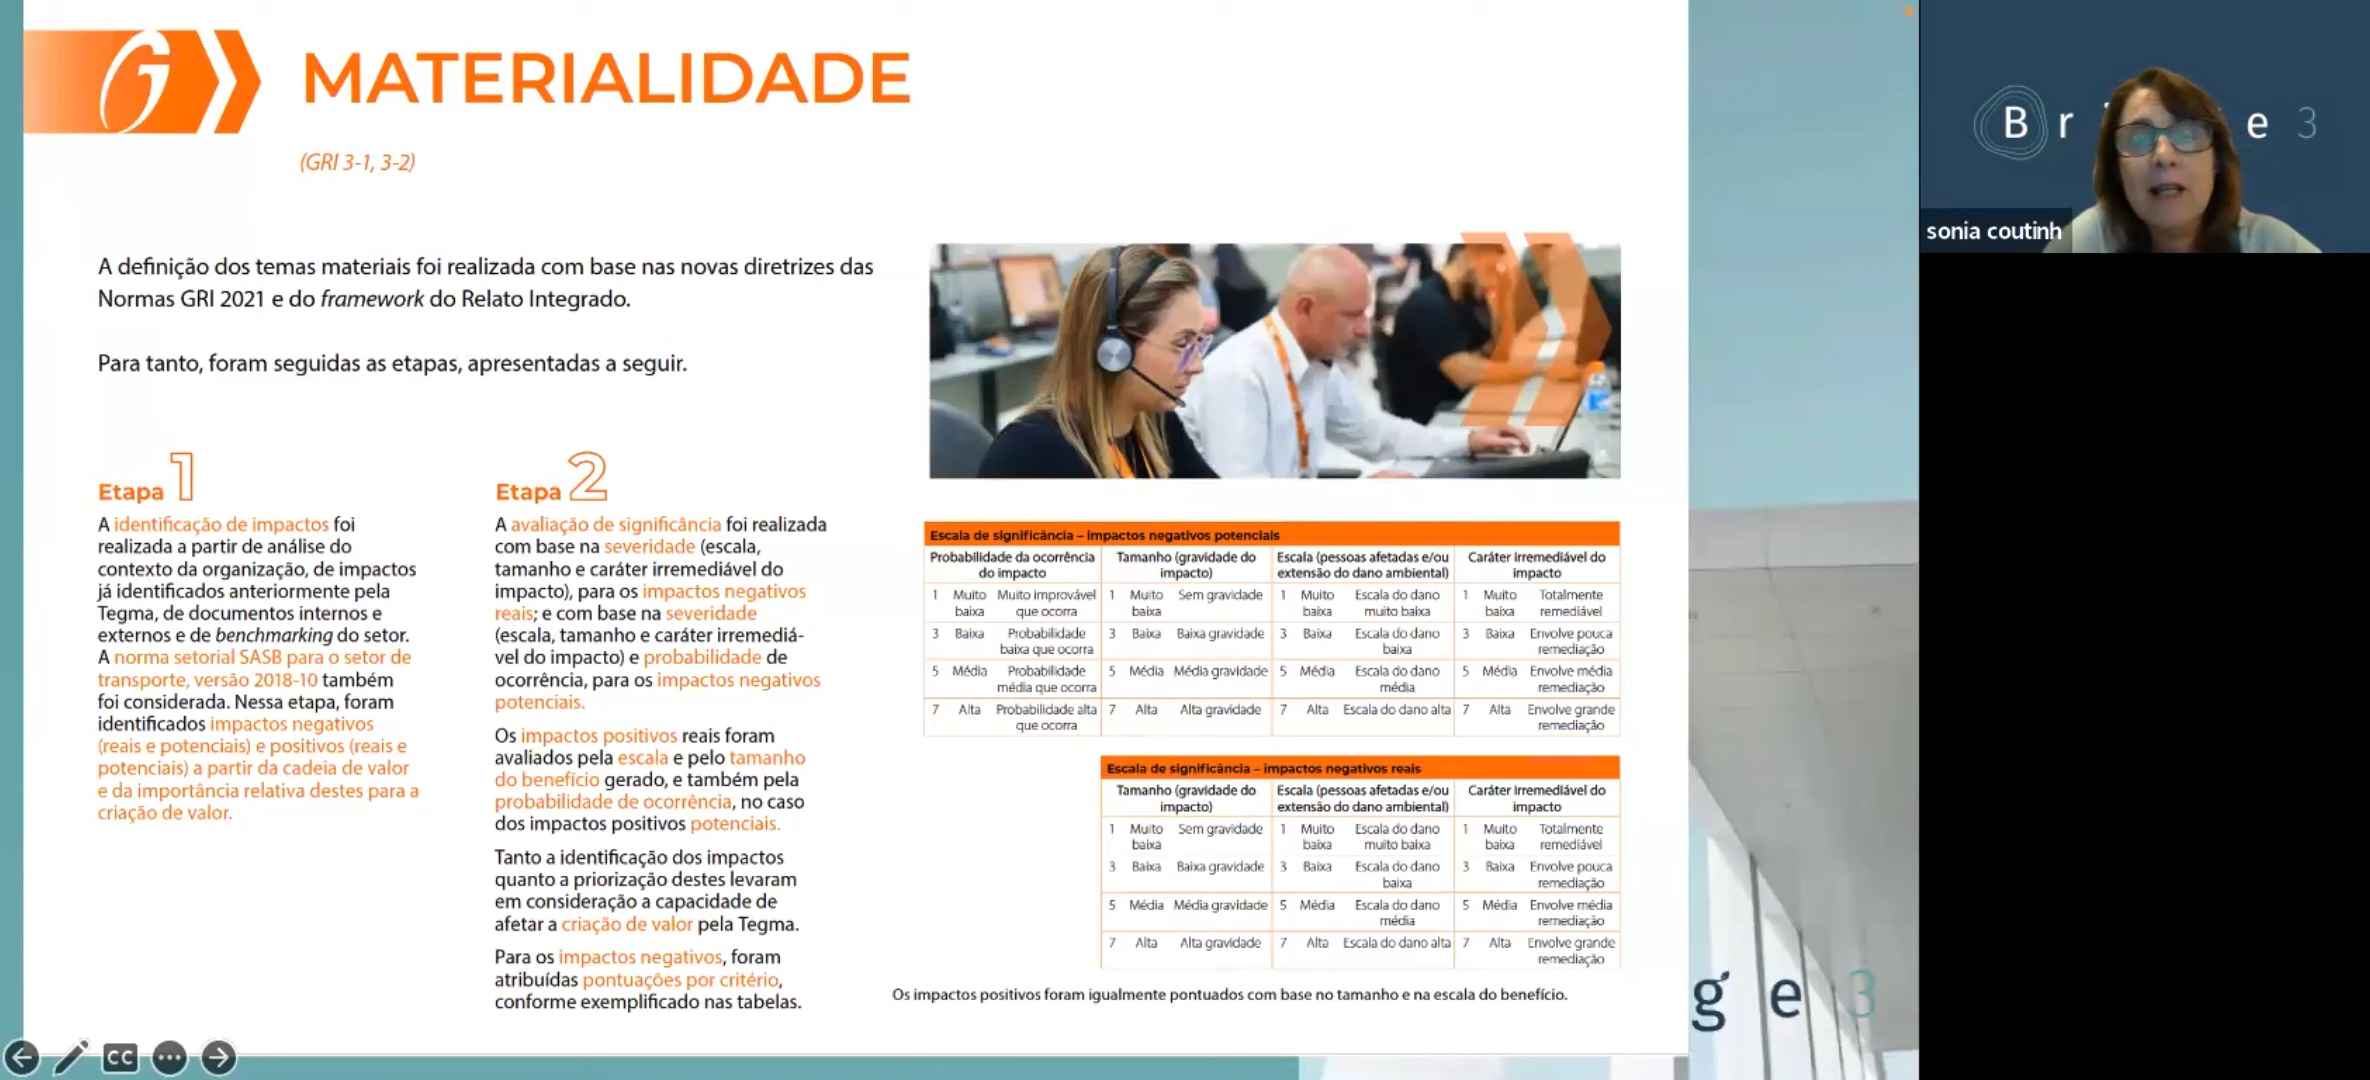 G
MATERIALIDADE
(GRI 3-1, 3-2)
A definição dos temas materiais foi realizada com base nas novas diretrizes das
Normas GRI 2021 e do framework do Relato Integrado.
Para tanto, foram seguidas as etapas, apresentadas a seguir.
Etapa 1
A identificação de impactos foi
realizada a partir de análise do
contexto da organização, de impactos
já identificados anteriormente pela
Tegma, de documentos internos e
externos e de benchmarking do setor.
A norma setorial SASB para o setor de
transporte, versão 2018-10 também
foi considerada. Nessa etapa, foram
identificados impactos negativos
(reais e potenciais) e positivos (reais e
potenciais) a partir da cadeia de valor
e da importância relativa destes para a
criação de valor.
Etapa 2
A avaliação de significância foi realizada
com base na severidade (escala,
tamanho e caráter irremediável do
impacto), para os impactos negativos
reais; e com base na severidade
(escala, tamanho e caráter irremediá-
vel do impacto) e probabilidade de
ocorrência, para os impactos negativos
potenciais.
Os impactos positivos reais foram
avaliados pela escala e pelo tamanho
do benefício gerado, e também pela
probabilidade de ocorrência, no caso
dos impactos positivos potenciais.
Tanto a identificação dos impactos
quanto a priorização destes levaram
em consideração a capacidade de
afetar a criação de valor pela Tegma.
Para os impactos negativos, foram
atribuídas pontuações por critério,
conforme exemplificado nas tabelas.
Escala de significância – impactos negativos potenciais
Probabilidade da ocorrência Tamanho (gravidade do Escala (pessoas afetadas e/ou Caráter irremediável do
do impacto impacto) extensão do dano ambiental) impacto
1 Muito Muito improvável 1 Muito Sem gravidade 1 Muito Escala do dano 1 Muito Totalmente
baixa que ocorra baixa baixa muito baixa baixa remediável
3 Baixa Probabilidade 3 Baixa Baixa gravidade 3 Baixa Escala do dano 3 Baixa Envolve pouca
baixa que ocorra baixa remediação
5 Média Probabilidade 5 Média Média gravidade 5 Média Escala do dano 5 Média Envolve média
média que ocorra média remediação
7 Alta Probabilidade alta 7 Alta Alta gravidade 7 Alta Escala do dano alta 7 Alta Envolve grande
que ocorra remediação
Escala de significância – impactos negativos reais
Tamanho (gravidade do Escala (pessoas afetadas e/ou Caráter irremediável do
impacto) extensão do dano ambiental) impacto
1 Muito Sem gravidade 1 Muito Escala do dano 1 Muito Totalmente
baixa baixa muito baixa baixa remediável
3 Baixa Baixa gravidade 3 Baixa Escala do dano 3 Baixa Envolve pouca
baixa remediação
5 Média Média gravidade 5 Média Escala do dano 5 Média Envolve média
média remediação
7 Alta Alta gravidade 7 Alta Escala do dano alta 7 Alta Envolve grande
remediação
Os impactos positivos foram igualmente pontuados com base no tamanho e na escala do benefício.
g e 3
CC
B r e 3
sonia coutinh